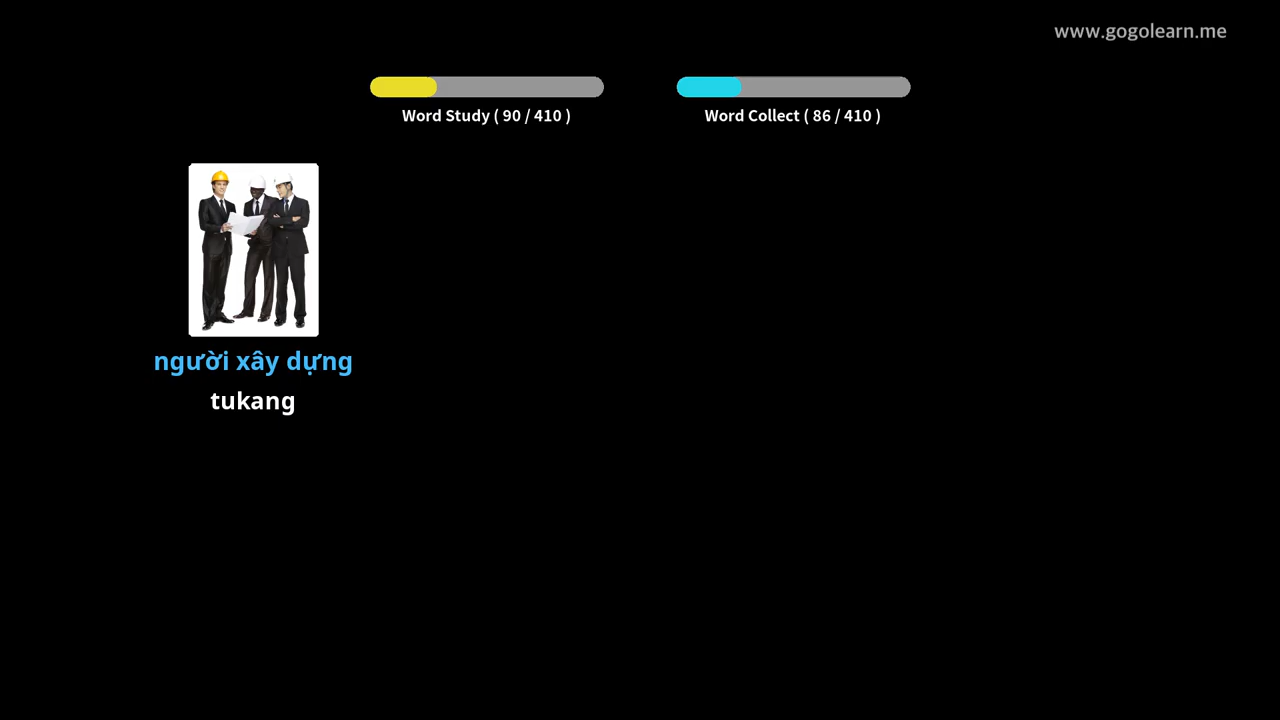 www.gogolearn.me
Word Study ( 90 / 410 )
Word Collect ( 86 / 410 )
người xây dựng
tukang